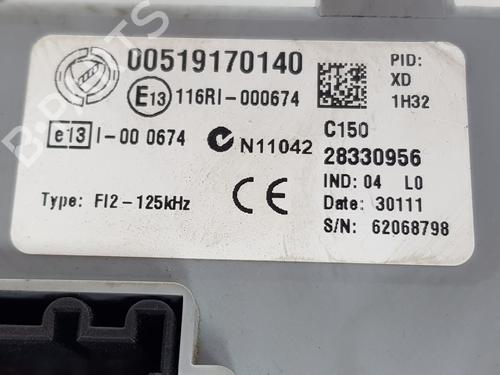 00519170140
E13 116RI-000674
e13 I-00 0674
N11042
Type: FI2-125kHz
CE
PID:
XD
1H32
C150
28330956
IND: 04 L0
Date: 30111
S/N: 62068798
B-PARTS